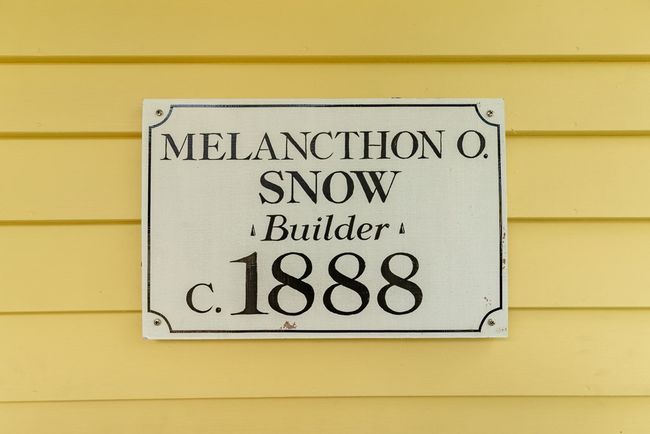 MELANCTHON O.
SNOW
Builder
C. 1888